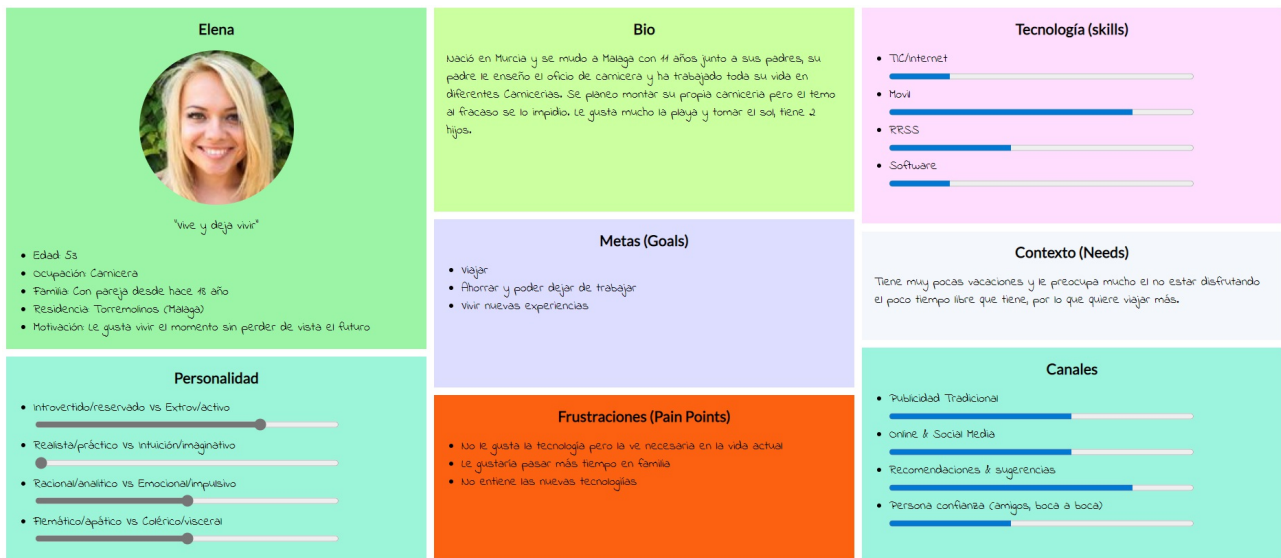 Elena
"Vive y deja vivir"
Edad: 53
Ocupación: Carnicera
Familia: Con pareja desde hace 18 año
Residencia: Torremolinos (Malaga)
Motivación: Le gusta vivir el momento sin perder de vista el futuro
Personalidad
Introvertido/reservado Vs Extrov/activo
Realista/práctico Vs Intuición/imaginativo
Racional/analítico Vs Emocional/impulsivo
Flemático/apático Vs Colérico/visceral
Bio
Nació en Murcia y se mudo a Malaga con 11 años junto a sus padres, su
padre le enseño el oficio de carnicera y ha trabajado toda su vida en
diferentes Carnicerias. Se planeo montar su propia carniceria pero el temo
al fracaso se lo impidio. Le gusta mucho la playa y tomar el sol, tiene 2
hijos.
Metas (Goals)
Viajar
Ahorrar y poder dejar de trabajar
Vivir nuevas experiencias
Frustraciones (Pain Points)
No le gusta la tecnología pero la ve necesaria en la vida actual
Le gustaría pasar más tiempo en familia
No entiene las nuevas tecnologíias
Tecnología (skills)
TIC/Internet
Movil
RRSS
Software
Contexto (Needs)
Tiene muy pocas vacaciones y le preocupa mucho el no estar disfrutando
el poco tiempo libre que tiene, por lo que quiere viajar más.
Canales
Publicidad Tradicional
Online & Social Media
Recomendaciones & sugerencias
Persona confianza (amigos, boca a boca)